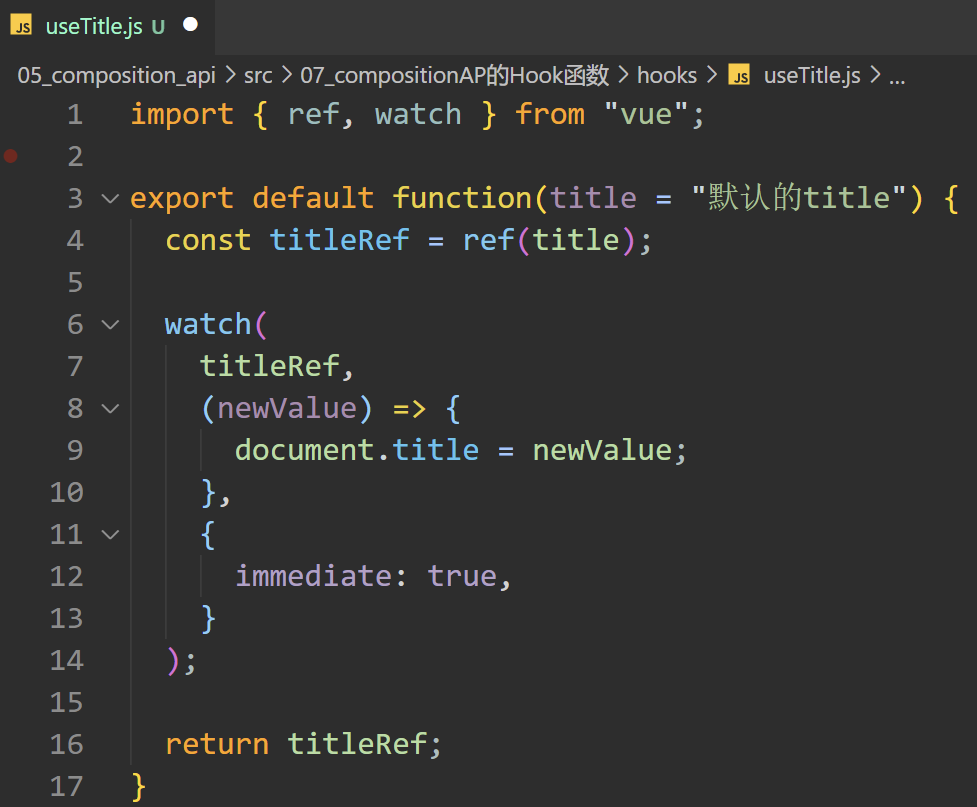 JS useTitle.js U
05_composition_api > src > 07_compositionAP的Hook函数 > hooks > JS useTitle.js > ...
1 import { ref, watch } from "vue";
2
3 export default function(title = "默认的title") {
4   const titleRef = ref(title);
5
6   watch(
7     titleRef,
8     (newValue) => {
9       document.title = newValue;
10     },
11     {
12       immediate: true,
13     }
14   );
15
16   return titleRef;
17 }